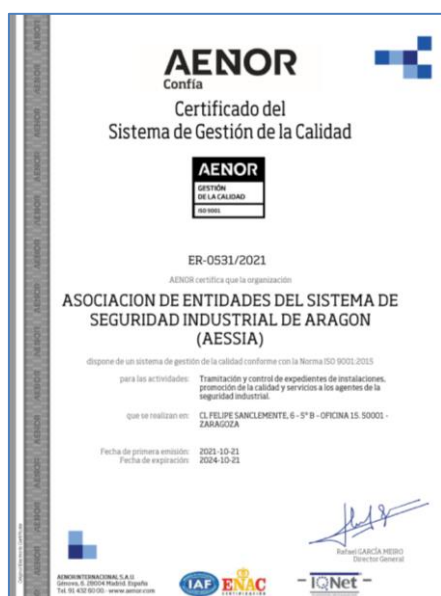 AENOR
Confía
Certificado del
Sistema de Gestión de la Calidad
AENOR
GESTIÓN
DE LA CALIDAD
ISO 9001
ER-0531/2021
AENOR certifica que la organización
ASOCIACION DE ENTIDADES DEL SISTEMA DE
SEGURIDAD INDUSTRIAL DE ARAGON
(AESSIA)
dispone de un sistema de gestión de la calidad conforme con la Norma ISO 9001:2015
para las actividades: Tramitación y control de expedientes de instalaciones,
promoción de la calidad y servicios a los agentes de la
seguridad industrial.
que se realizan en: CL FELIPE SANCLEMENTE, 6 - 5º B - OFICINA 15. 50001 -
ZARAGOZA
Fecha de primera emisión: 2021-10-21
Fecha de expiración: 2024-10-21
Rafael GARCÍA MEIRO
Director General
AENOR INTERNACIONAL S.A.U.
Génova, 6. 28004 Madrid. España
Tel. 91 432 60 00.- www.aenor.com
IAF
ENAC
CERTIFICACIÓN
- IQNet -